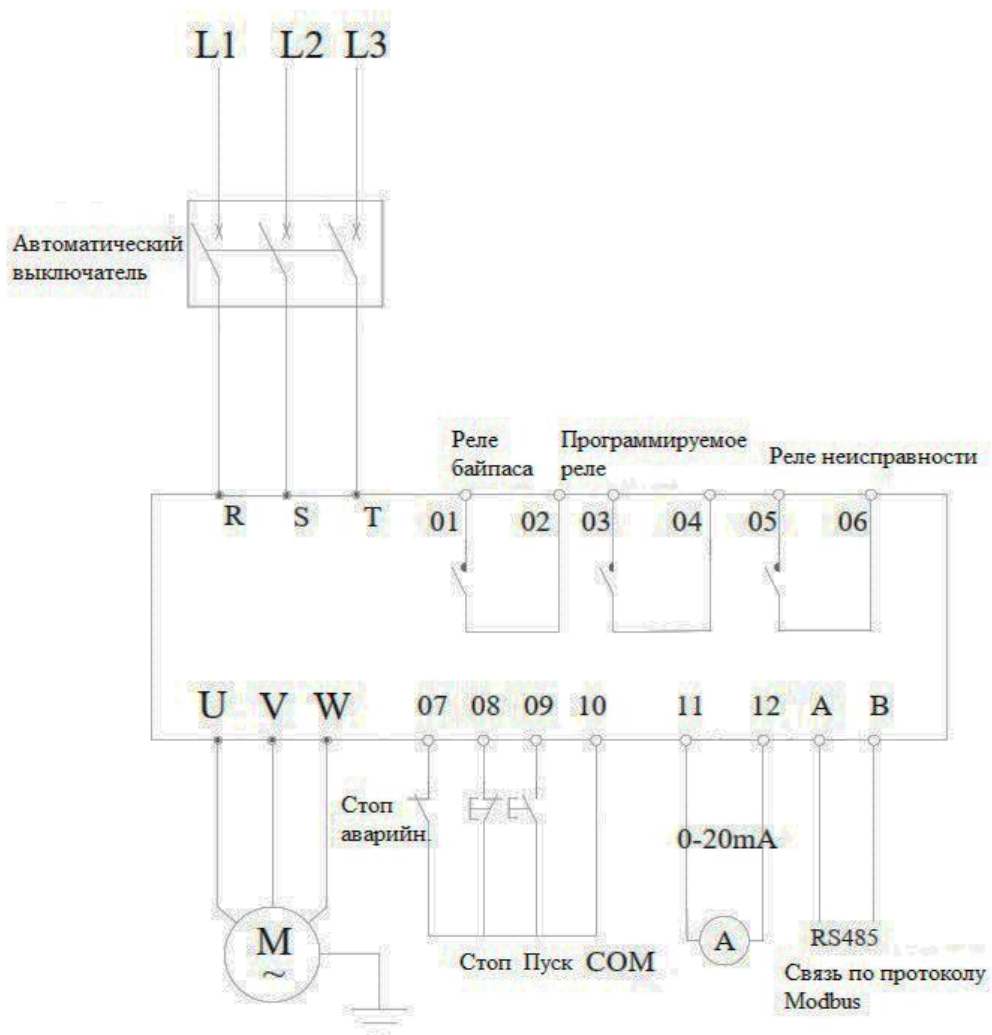 L1 L2 L3
Автоматический
выключатель
Реле
байпаса
Программируемое
реле
Реле неисправности
R S T 01 02 03 04 05 06
U V W 07 08 09 10 11 12 A B
Стоп
аварийн.
0-20mA
M
~
A
Стоп Пуск COM
RS485
Связь по протоколу
Modbus